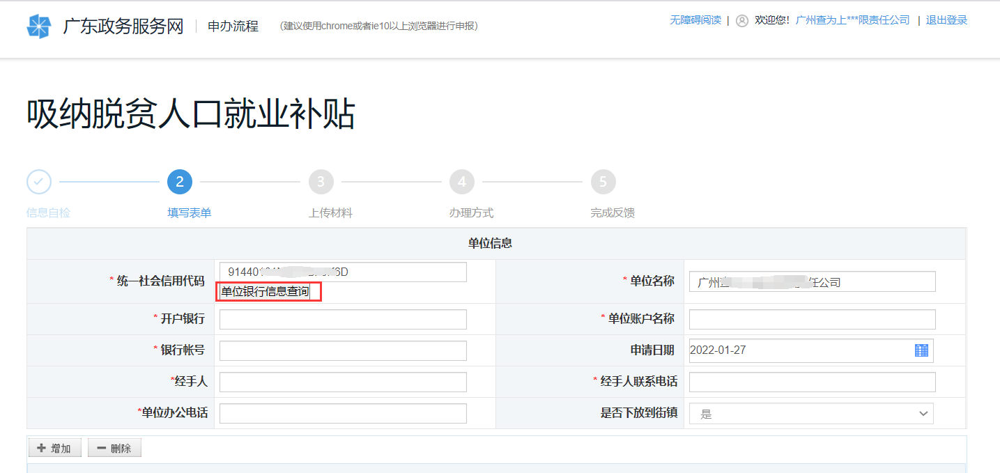 广东政务服务网 申办流程 （建议使用chrome或者ie10以上浏览器进行申报） 无障碍阅读 | 欢迎您！ 广州查为上***限责任公司 | 退出登录
吸纳脱贫人口就业补贴
2 3 4 5
信息自检 填写表单 上传材料 办理方式 完成反馈
单位信息
* 统一社会信用代码 91440 6D * 单位名称 广州 任公司
单位银行信息查询
* 开户银行 * 单位账户名称
* 银行帐号 申请日期 2022-01-27
*经手人 * 经手人联系电话
*单位办公电话 是否下放到街镇 是
增加 删除